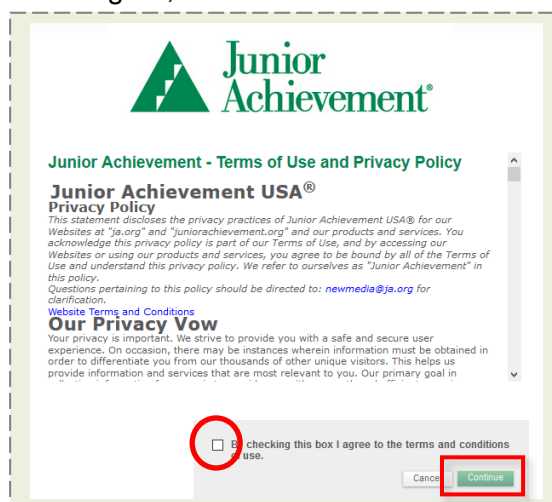 Junior
Achievement®
Junior Achievement - Terms of Use and Privacy Policy
Junior Achievement USA®
Privacy Policy
This statement discloses the privacy practices of Junior Achievement USA® for our
Websites at "ja.org" and "juniorachievement.org" and our products and services. You
acknowledge this privacy policy is part of our Terms of Use, and by accessing our
Websites or using our products and services, you agree to be bound by all of the Terms of
Use and understand this privacy policy. We refer to ourselves as "Junior Achievement" in
this policy.
Questions pertaining to this policy should be directed to: newmedia@ja.org for
clarification.
Website Terms and Conditions
Our Privacy Vow
Your privacy is important. We strive to provide you with a safe and secure user
experience. On occasion, there may be instances wherein information must be obtained in
order to differentiate you from our thousands of other unique visitors. This helps us
provide information and services that are most relevant to you. Our primary goal in
By checking this box I agree to the terms and conditions
of use.
Cancel
Continue